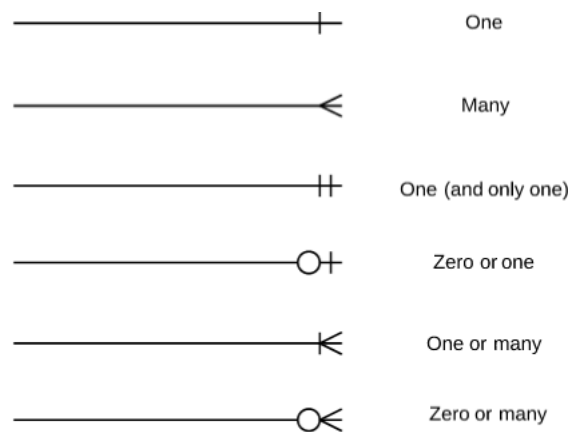 One
Many
One (and only one)
Zero or one
One or many
Zero or many